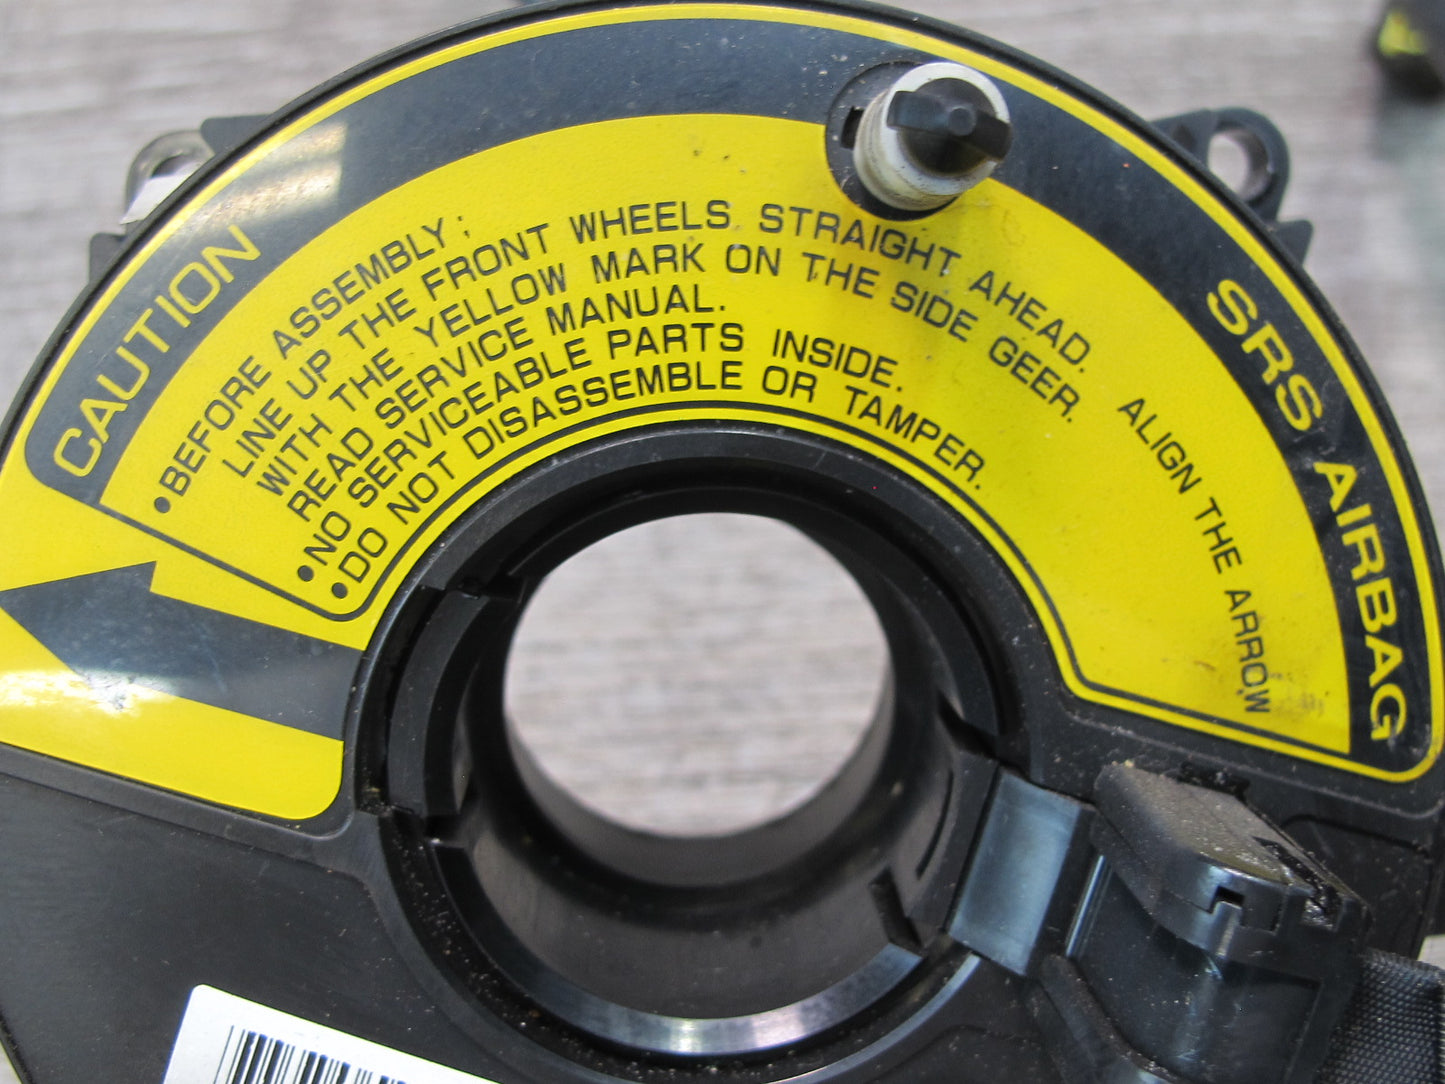 CAUTION
SRS AIRBAG
• BEFORE ASSEMBLY ;
LINE UP THE FRONT WHEELS STRAIGHT AHEAD. ALIGN THE ARROW
WITH THE YELLOW MARK ON THE SIDE GEER.
READ SERVICE MANUAL.
• NO SERVICEABLE PARTS INSIDE.
• DO NOT DISASSEMBLE OR TAMPER.